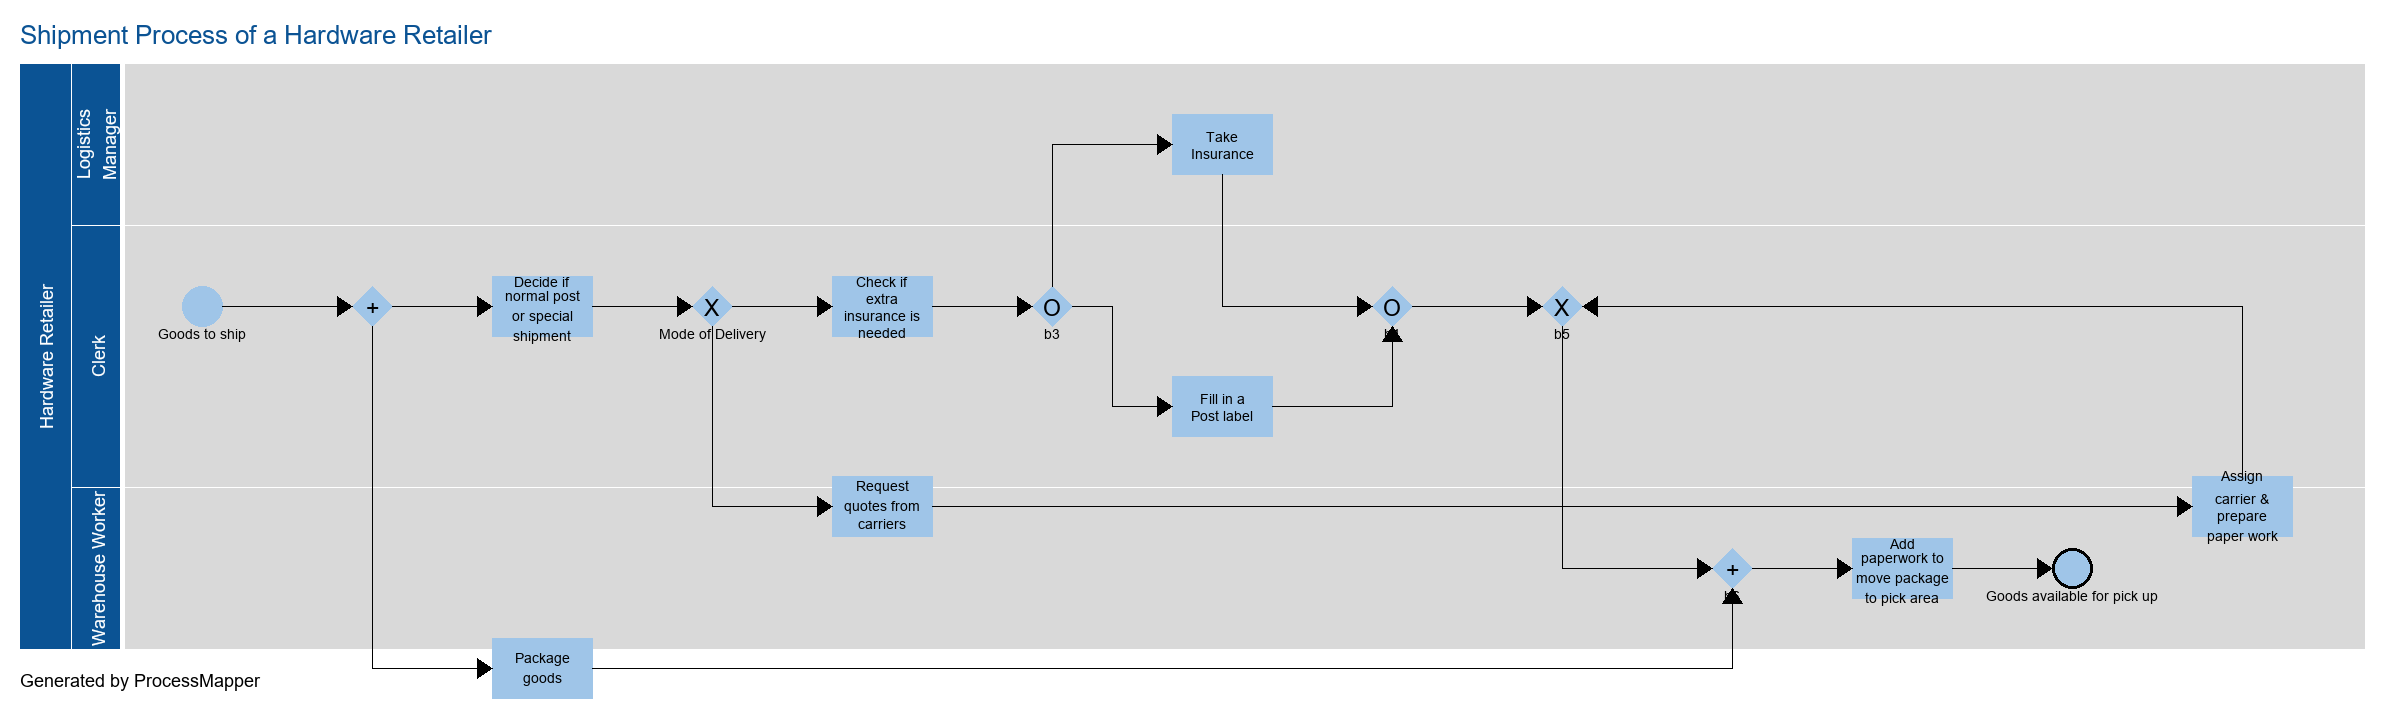 Shipment Process of a Hardware Retailer
Hardware Retailer
Logistics
Manager
Take
Insurance
Clerk
Goods to ship
+
Decide if
normal post
or special
shipment
X
Mode of Delivery
Check if
extra
insurance is
needed
O
b3
Fill in a
Post label
O
X
b5
Request
quotes from
carriers
Assign
carrier &
prepare
paper work
Warehouse Worker
+
Add
paperwork to
move package
to pick area
Goods available for pick up
Package
goods
Generated by ProcessMapper